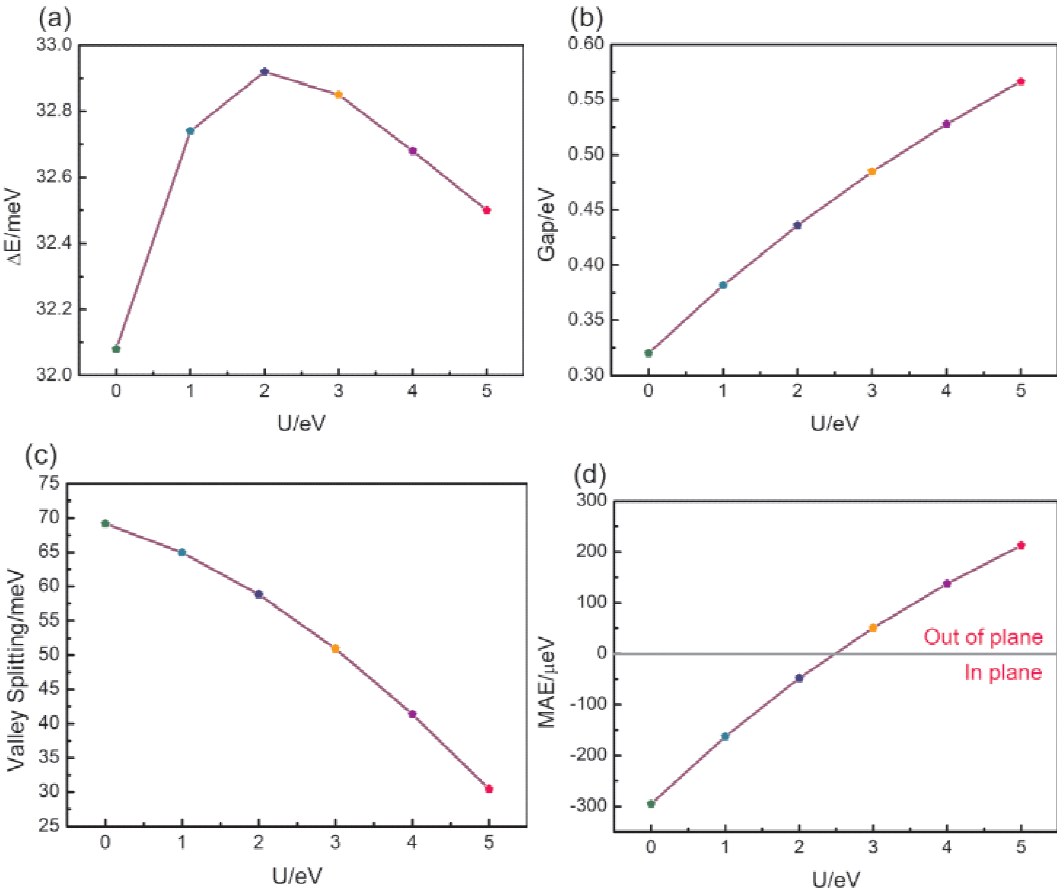 (a)
33.0
32.8
32.6
32.4
32.2
32.0
ΔE/meV
0 1 2 3 4 5
U/eV
(b)
0.60
0.55
0.50
0.45
0.40
0.35
0.30
Gap/eV
0 1 2 3 4 5
U/eV
(c)
75
70
65
60
55
50
45
40
35
30
25
Valley Splitting/meV
0 1 2 3 4 5
U/eV
(d)
300
200
100
0
-100
-200
-300
MAE/μeV
Out of plane
In plane
0 1 2 3 4 5
U/eV